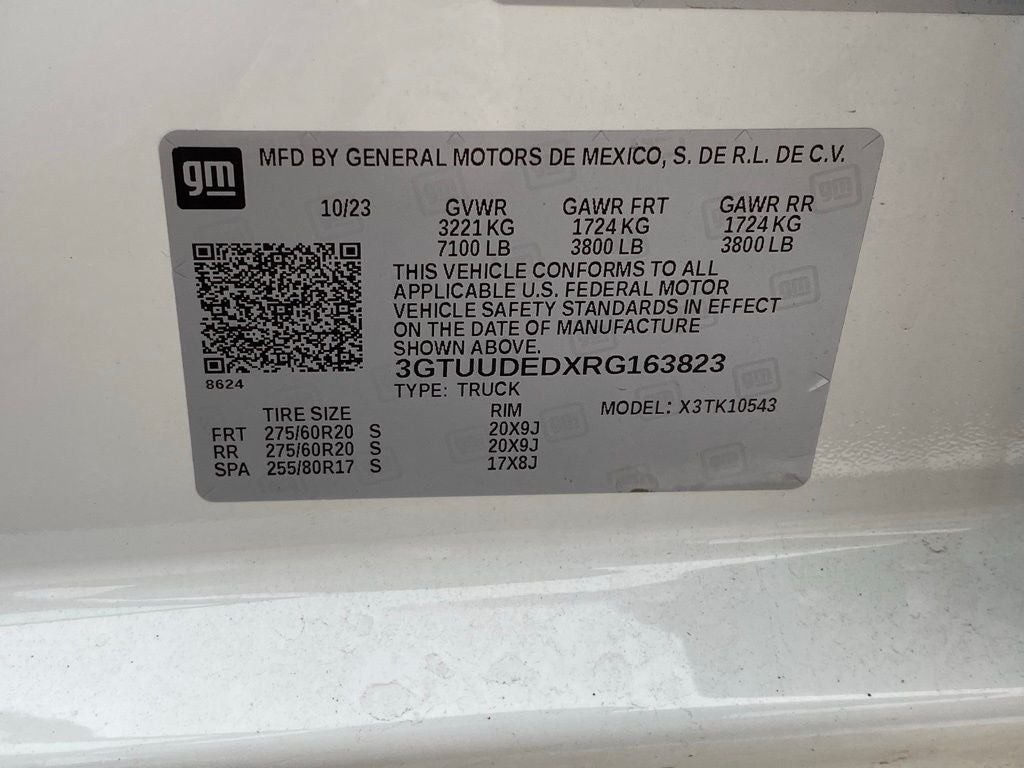 gm MFD BY GENERAL MOTORS DE MEXICO, S. DE R.L. DE C.V.
10/23 GVWR GAWR FRT GAWR RR
3221 KG 1724 KG 1724 KG
7100 LB 3800 LB 3800 LB
THIS VEHICLE CONFORMS TO ALL
APPLICABLE U.S. FEDERAL MOTOR
VEHICLE SAFETY STANDARDS IN EFFECT
ON THE DATE OF MANUFACTURE
SHOWN ABOVE.
3GTUUDEDXRG163823
8624
TYPE: TRUCK
TIRE SIZE RIM MODEL: X3TK10543
FRT 275/60R20 S 20X9J
RR 275/60R20 S 20X9J
SPA 255/80R17 S 17X8J